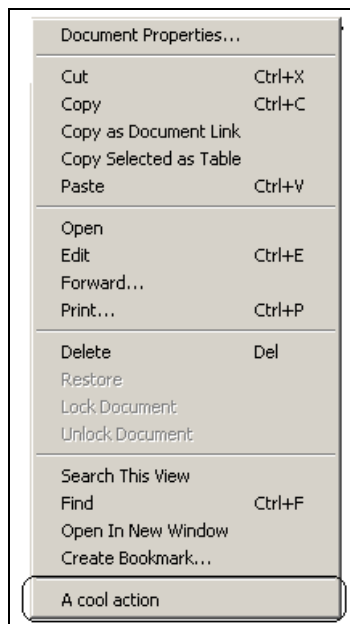 Document Properties...
Cut Ctrl+X
Copy Ctrl+C
Copy as Document Link
Copy Selected as Table
Paste Ctrl+V
Open
Edit Ctrl+E
Forward...
Print... Ctrl+P
Delete Del
Restore
Lock Document
Unlock Document
Search This View
Find Ctrl+F
Open In New Window
Create Bookmark...
A cool action